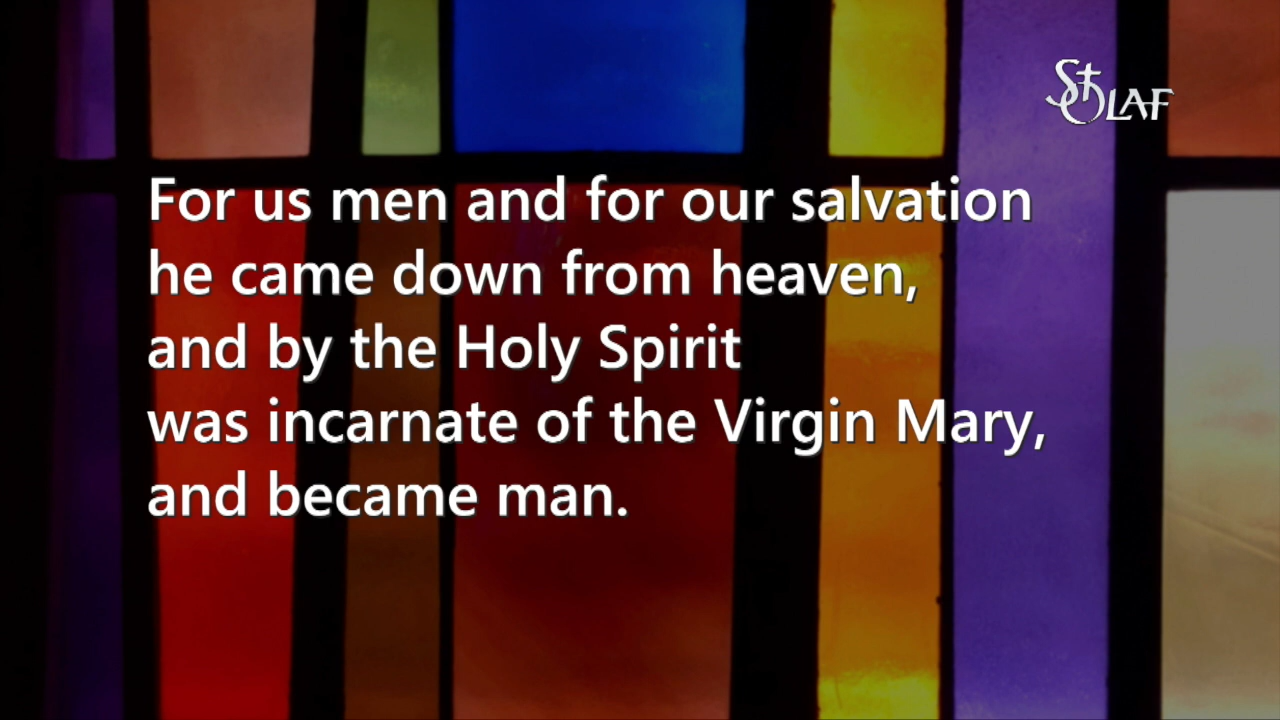 St OLAF
For us men and for our salvation
he came down from heaven,
and by the Holy Spirit
was incarnate of the Virgin Mary,
and became man.